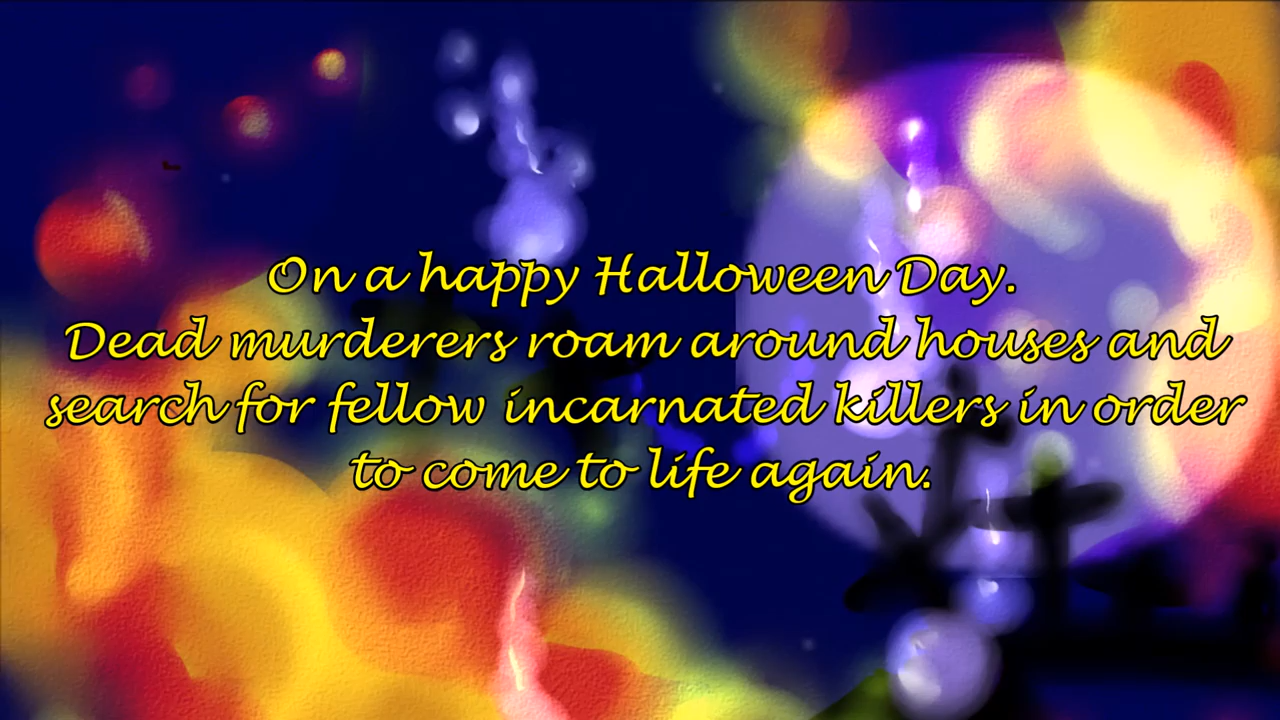 On a happy Halloween Day.
Dead murderers roam around houses and
search for fellow incarnated killers in order
to come to life again.